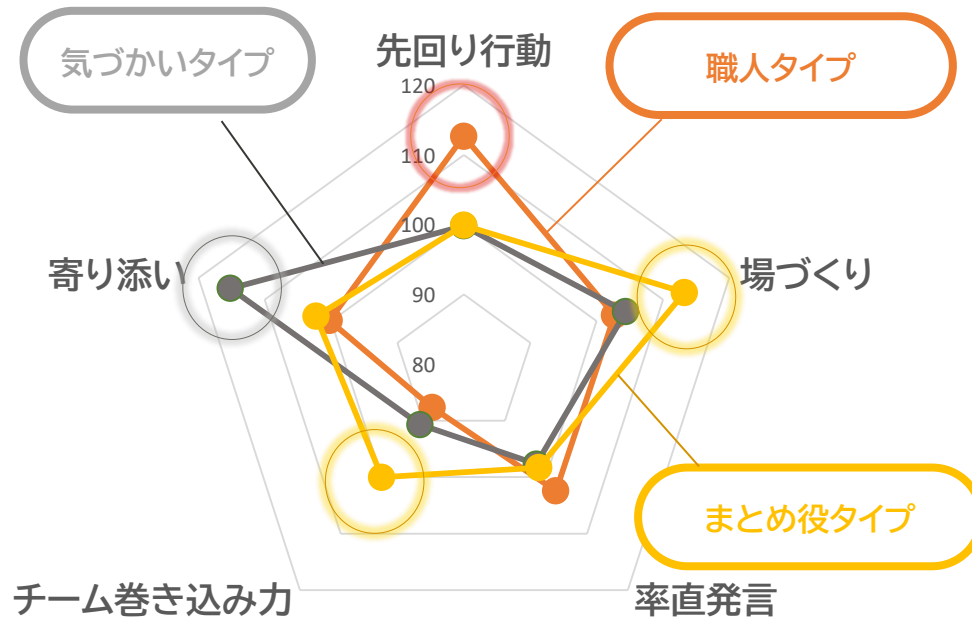 気づかいタイプ
先回り行動
職人タイプ
120
110
100
90
80
寄り添い
場づくり
まとめ役タイプ
チーム巻き込み力
率直発言